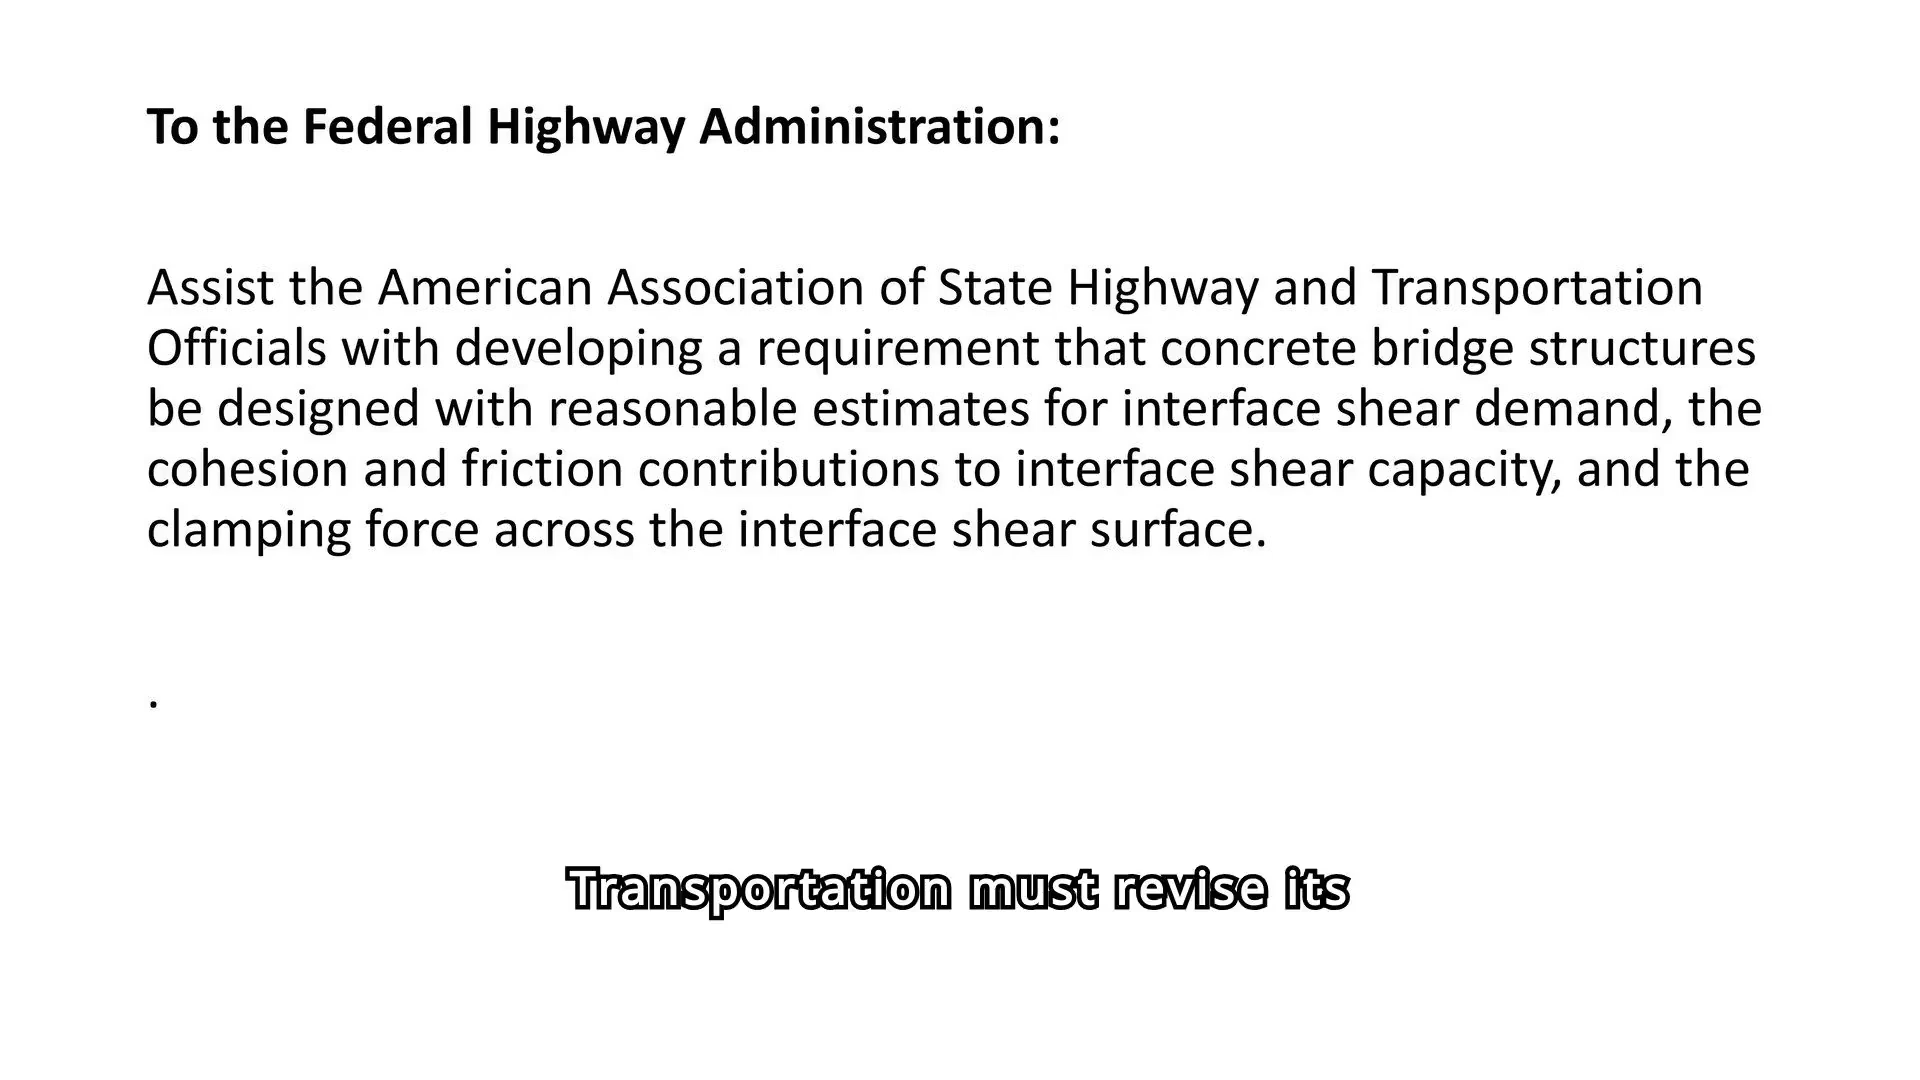 To the Federal Highway Administration:
Assist the American Association of State Highway and Transportation
Officials with developing a requirement that concrete bridge structures
be designed with reasonable estimates for interface shear demand, the
cohesion and friction contributions to interface shear capacity, and the
clamping force across the interface shear surface.
.
Transportation must revise its